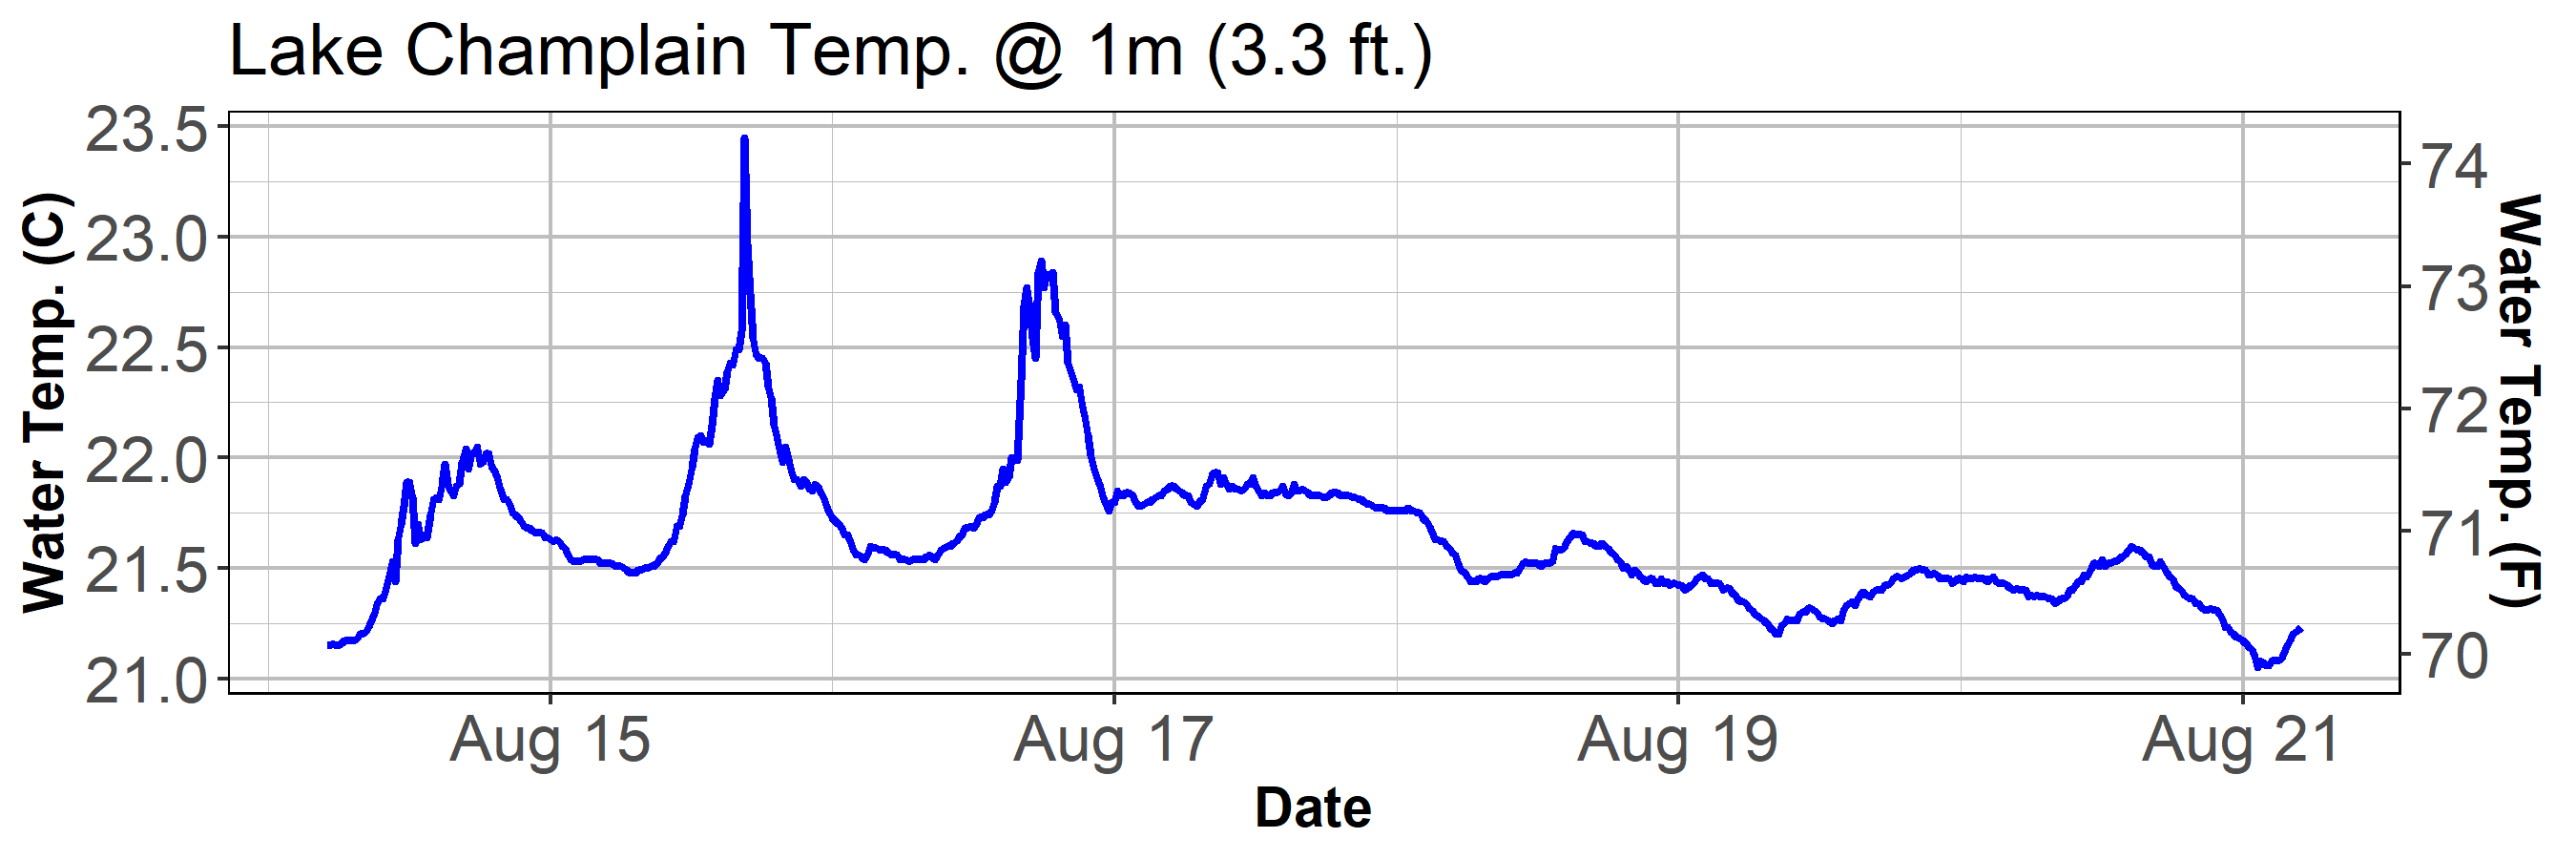 Lake Champlain Temp. @ 1m (3.3 ft.)
Water Temp. (C)
23.5
23.0
22.5
22.0
21.5
21.0
74
73
72
71
70
Water Temp. (F)
Aug 15 Aug 17 Aug 19 Aug 21
Date